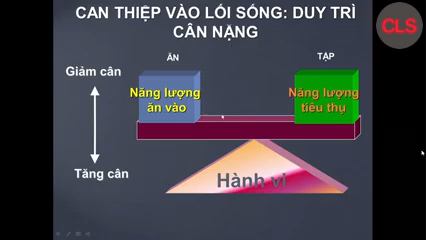 CAN THIỆP VÀO LỐI SỐNG: DUY TRÌ
CÂN NẶNG
CLS
ĂN
TẬP
Giảm cân
Năng lượng
ăn vào
Năng lượng
tiêu thụ
Tăng cân
Hành vi